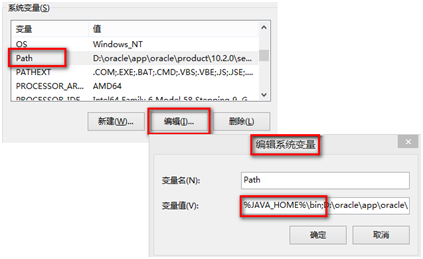 系统变量(S)
变量 值
OS Windows_NT
Path D:\oracle\app\oracle\product\10.2.0\se...
PATHEXT .COM;.EXE;.BAT;.CMD;.VBS;.VBE;.JS;.JSE;....
PROCESSOR_AR... AMD64
PROCESSOR_IDE Intel64 Family 6 Model 58 Stepping 9, G
新建(W)... 编辑(I)... 删除(L)
编辑系统变量
变量名(N): Path
变量值(V): %JAVA_HOME%\bin;D:\oracle\app\oracle\
确定 取消